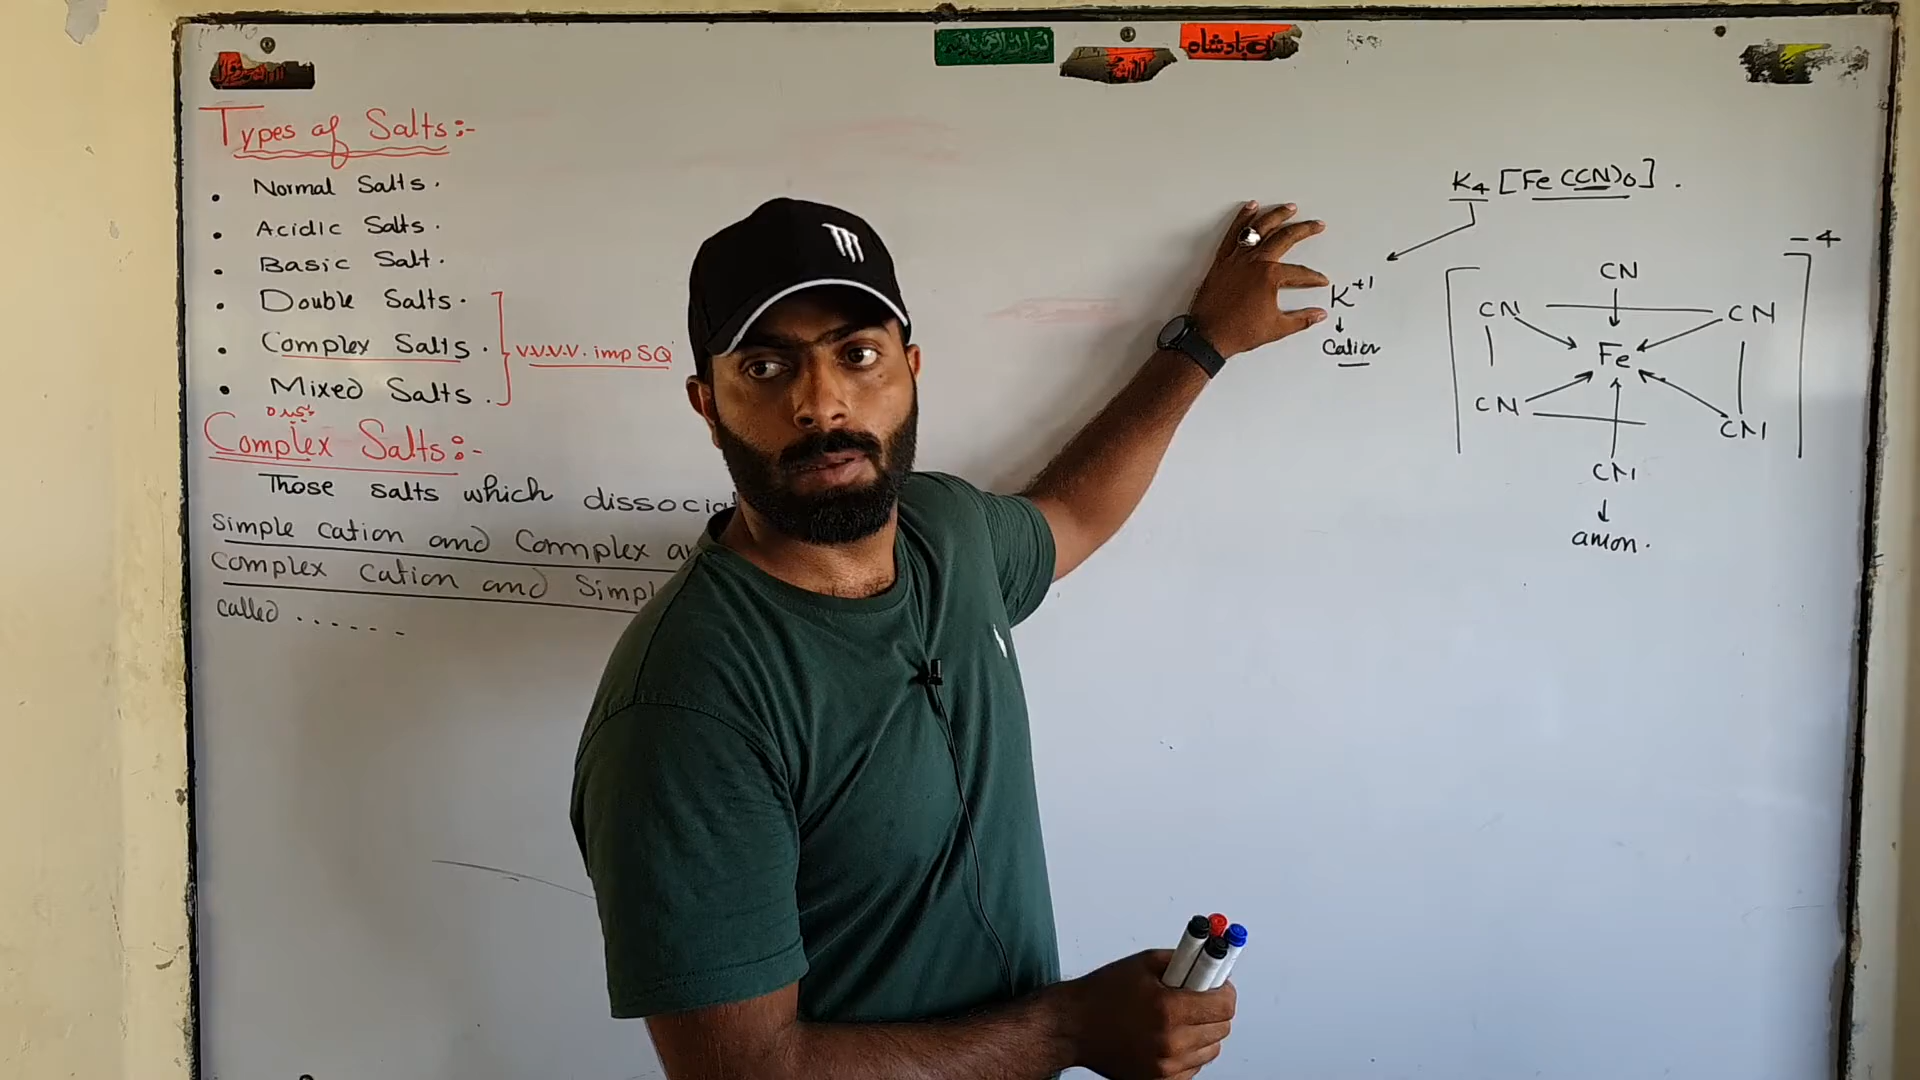 بادشاہ
Types of Salts:-
• Normal Salts.
• Acidic Salts.
• Basic Salt.
• Double Salts.
• Complex Salts.
• Mixed Salts.
V.V.V.V. imp SQ
Complex Salts:-
Those salts which dissocia
Simple cation and Complex a
Complex cation and Simpl
called ......
K4 [Fe (CN)6].
K+1
Cation
-4
CN
CN
CN
Fe
CN
CN
CN
anion.